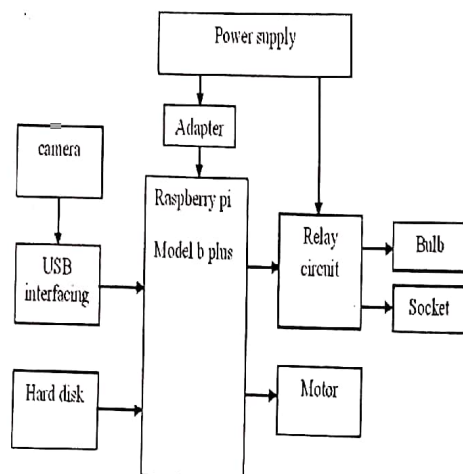 Power supply
Adapter
camera
Raspberry pi
Model b plus
Relay
circuit
Bulb
USB
interfacing
Socket
Hard disk
Motor